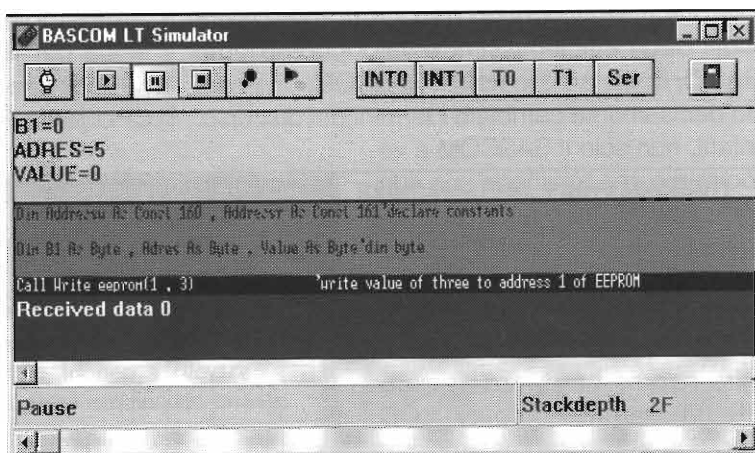 BASCOM LT Simulator
INT0 INT1 T0 T1 Ser
B1=0
ADRES=5
VALUE=0
Dim Addressw As Const 160 , Addressr As Const 161'declare constants
Dim B1 As Byte , Adres As Byte , Value As Byte'dim byte
Call Write eeprom(1 , 3) 'write value of three to address 1 of EEPROM
Received data 0
Pause Stackdepth 2F